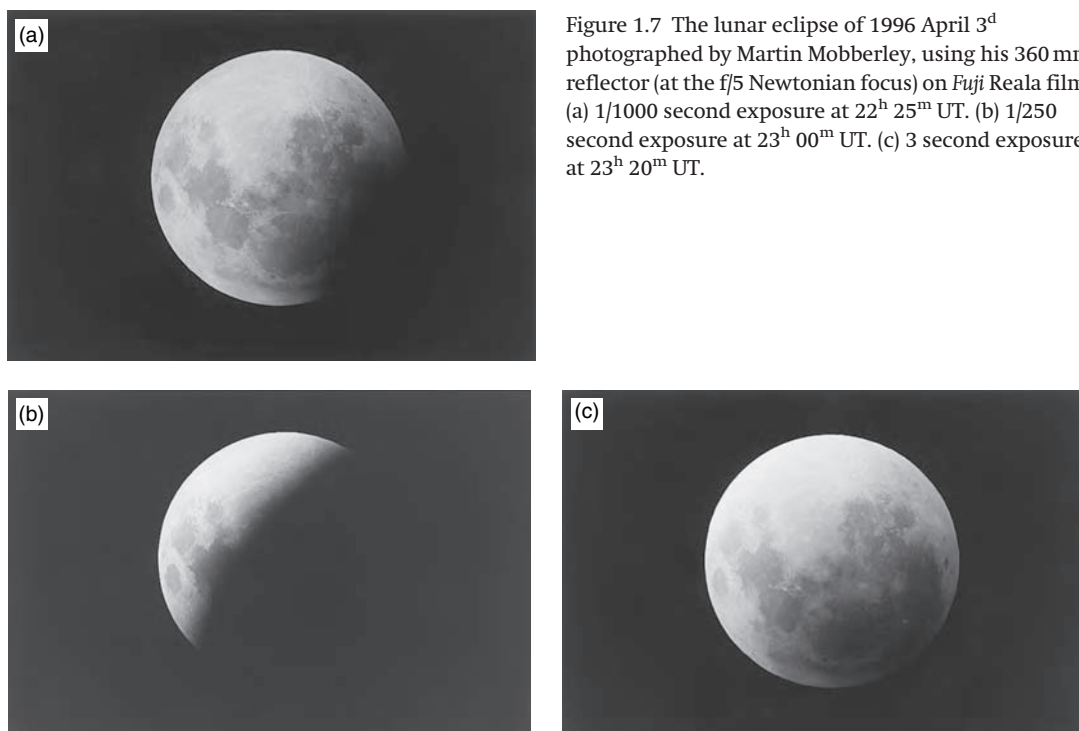 (a)
Figure 1.7 The lunar eclipse of 1996 April 3ᵈ
photographed by Martin Mobberley, using his 360 m
reflector (at the f/5 Newtonian focus) on Fuji Reala film
(a) 1/1000 second exposure at 22ʰ 25ᵐ UT. (b) 1/250
second exposure at 23ʰ 00ᵐ UT. (c) 3 second exposure
at 23ʰ 20ᵐ UT.
(b)
(c)